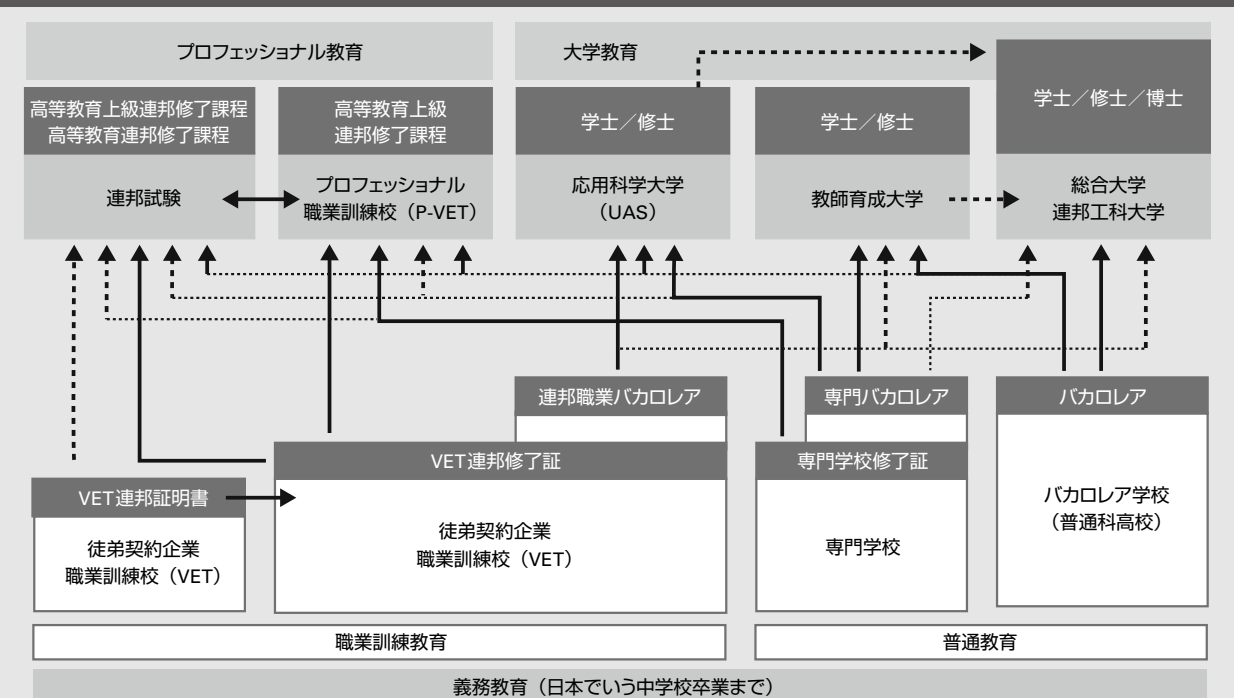 プロフェッショナル教育
大学教育
高等教育上級連邦修了課程
高等教育連邦修了課程
高等教育上級
連邦修了課程
学士／修士
学士／修士
学士／修士／博士
連邦試験
プロフェッショナル
職業訓練校（P-VET）
応用科学大学
（UAS）
教師育成大学
総合大学
連邦工科大学
連邦職業バカロレア
専門バカロレア
バカロレア
VET連邦修了証
専門学校修了証
VET連邦証明書
徒弟契約企業
職業訓練校（VET）
徒弟契約企業
職業訓練校（VET）
専門学校
バカロレア学校
（普通科高校）
職業訓練教育
普通教育
義務教育（日本でいう中学校卒業まで）